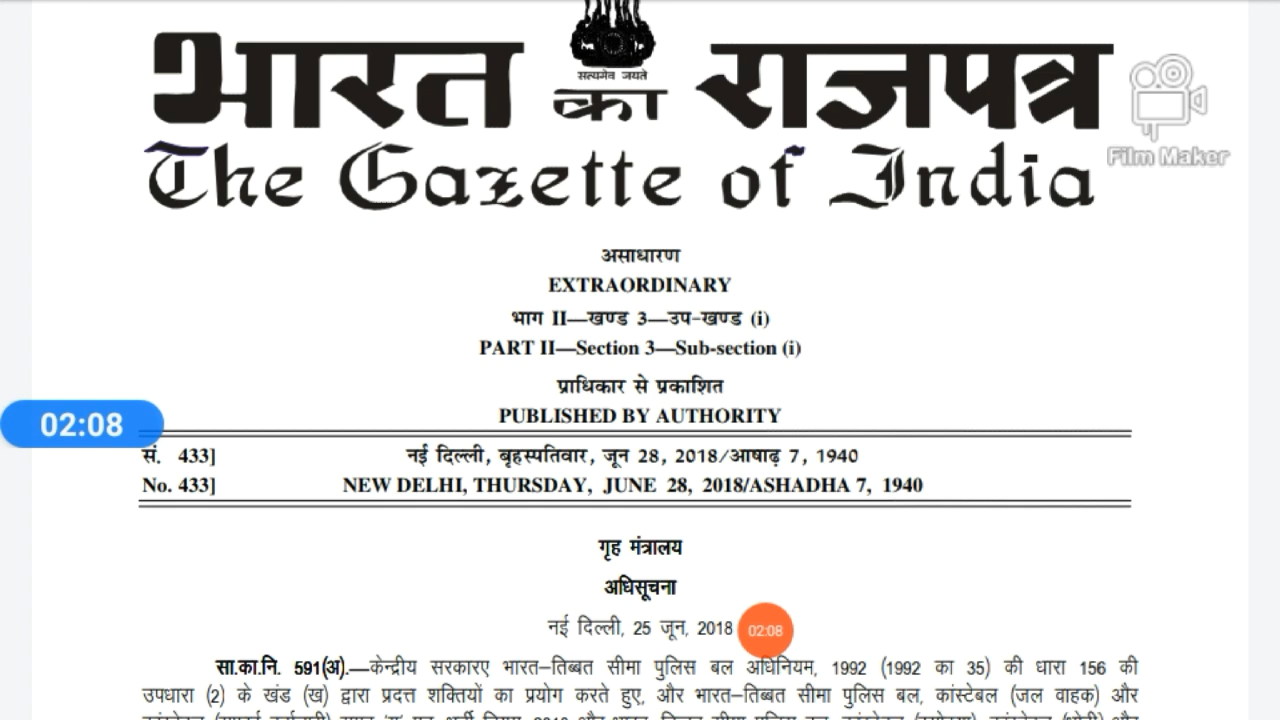 सत्यमेव जयते
भारत का राजपत्र
Film Maker
The Gazette of India
असाधारण
EXTRAORDINARY
भाग II—खण्ड 3—उप-खण्ड (i)
PART II—Section 3—Sub-section (i)
प्राधिकार से प्रकाशित
PUBLISHED BY AUTHORITY
02:08
सं. 433]
नई दिल्ली, बृहस्पतिवार, जून 28, 2018/आषाढ़ 7, 1940
No. 433]
NEW DELHI, THURSDAY, JUNE 28, 2018/ASHADHA 7, 1940
गृह मंत्रालय
अधिसूचना
नई दिल्ली, 25 जून, 2018
02:08
सा.का.नि. 591(अ).—केन्द्रीय सरकारए भारत–तिब्बत सीमा पुलिस बल अधिनियम, 1992 (1992 का 35) की धारा 156 की
उपधारा (2) के खंड (ख) द्वारा प्रदत्त शक्तियों का प्रयोग करते हुए, और भारत–तिब्बत सीमा पुलिस बल, कांस्टेबल (जल वाहक) और